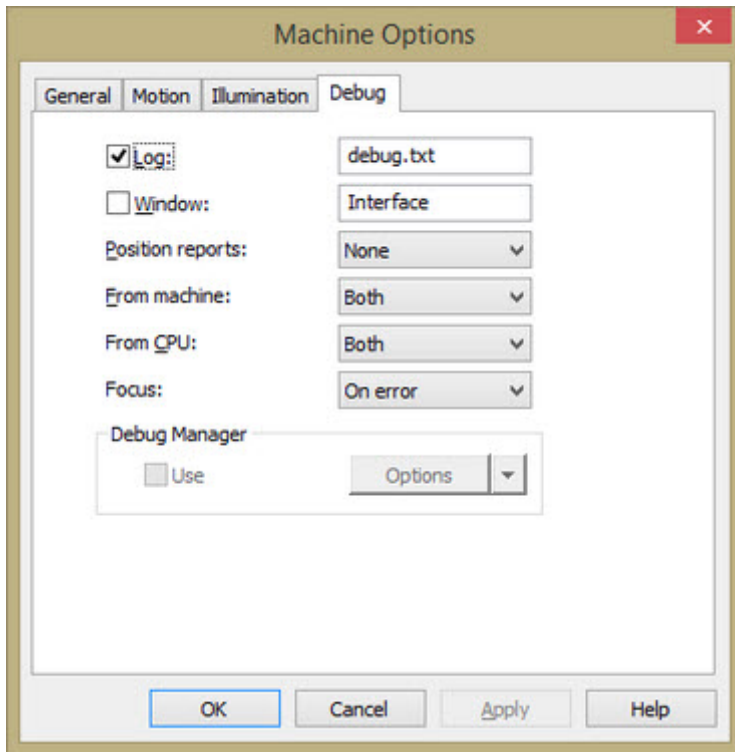 Machine Options
General Motion Illumination Debug
Log: debug.txt
Window: Interface
Position reports: None
From machine: Both
From CPU: Both
Focus: On error
Debug Manager
Use Options
OK Cancel Apply Help